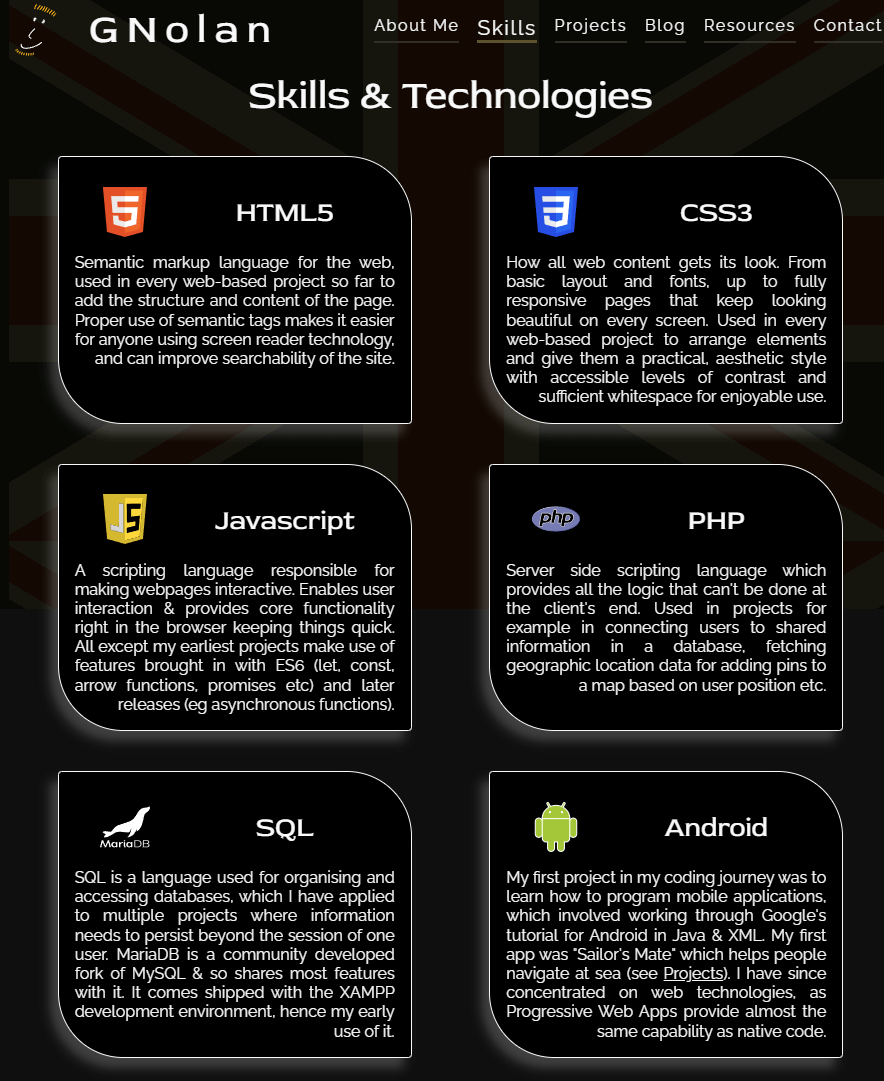 GNolan
About Me Skills Projects Blog Resources Contact
Skills & Technologies
HTML5
Semantic markup language for the web,
used in every web-based project so far to
add the structure and content of the page.
Proper use of semantic tags makes it easier
for anyone using screen reader technology,
and can improve searchability of the site.
CSS3
How all web content gets its look. From
basic layout and fonts, up to fully
responsive pages that keep looking
beautiful on every screen. Used in every
web-based project to arrange elements
and give them a practical, aesthetic style
with accessible levels of contrast and
sufficient whitespace for enjoyable use.
JS
Javascript
A scripting language responsible for
making webpages interactive. Enables user
interaction & provides core functionality
right in the browser keeping things quick.
All except my earliest projects make use of
features brought in with ES6 (let, const,
arrow functions, promises etc) and later
releases (eg asynchronous functions).
php
PHP
Server side scripting language which
provides all the logic that can't be done at
the client's end. Used in projects for
example in connecting users to shared
information in a database, fetching
geographic location data for adding pins to
a map based on user position etc.
MariaDB
SQL
SQL is a language used for organising and
accessing databases, which I have applied
to multiple projects where information
needs to persist beyond the session of one
user. MariaDB is a community developed
fork of MySQL & so shares most features
with it. It comes shipped with the XAMPP
development environment, hence my early
use of it.
Android
My first project in my coding journey was to
learn how to program mobile applications,
which involved working through Google's
tutorial for Android in Java & XML. My first
app was "Sailor's Mate" which helps people
navigate at sea (see Projects). I have since
concentrated on web technologies, as
Progressive Web Apps provide almost the
same capability as native code.